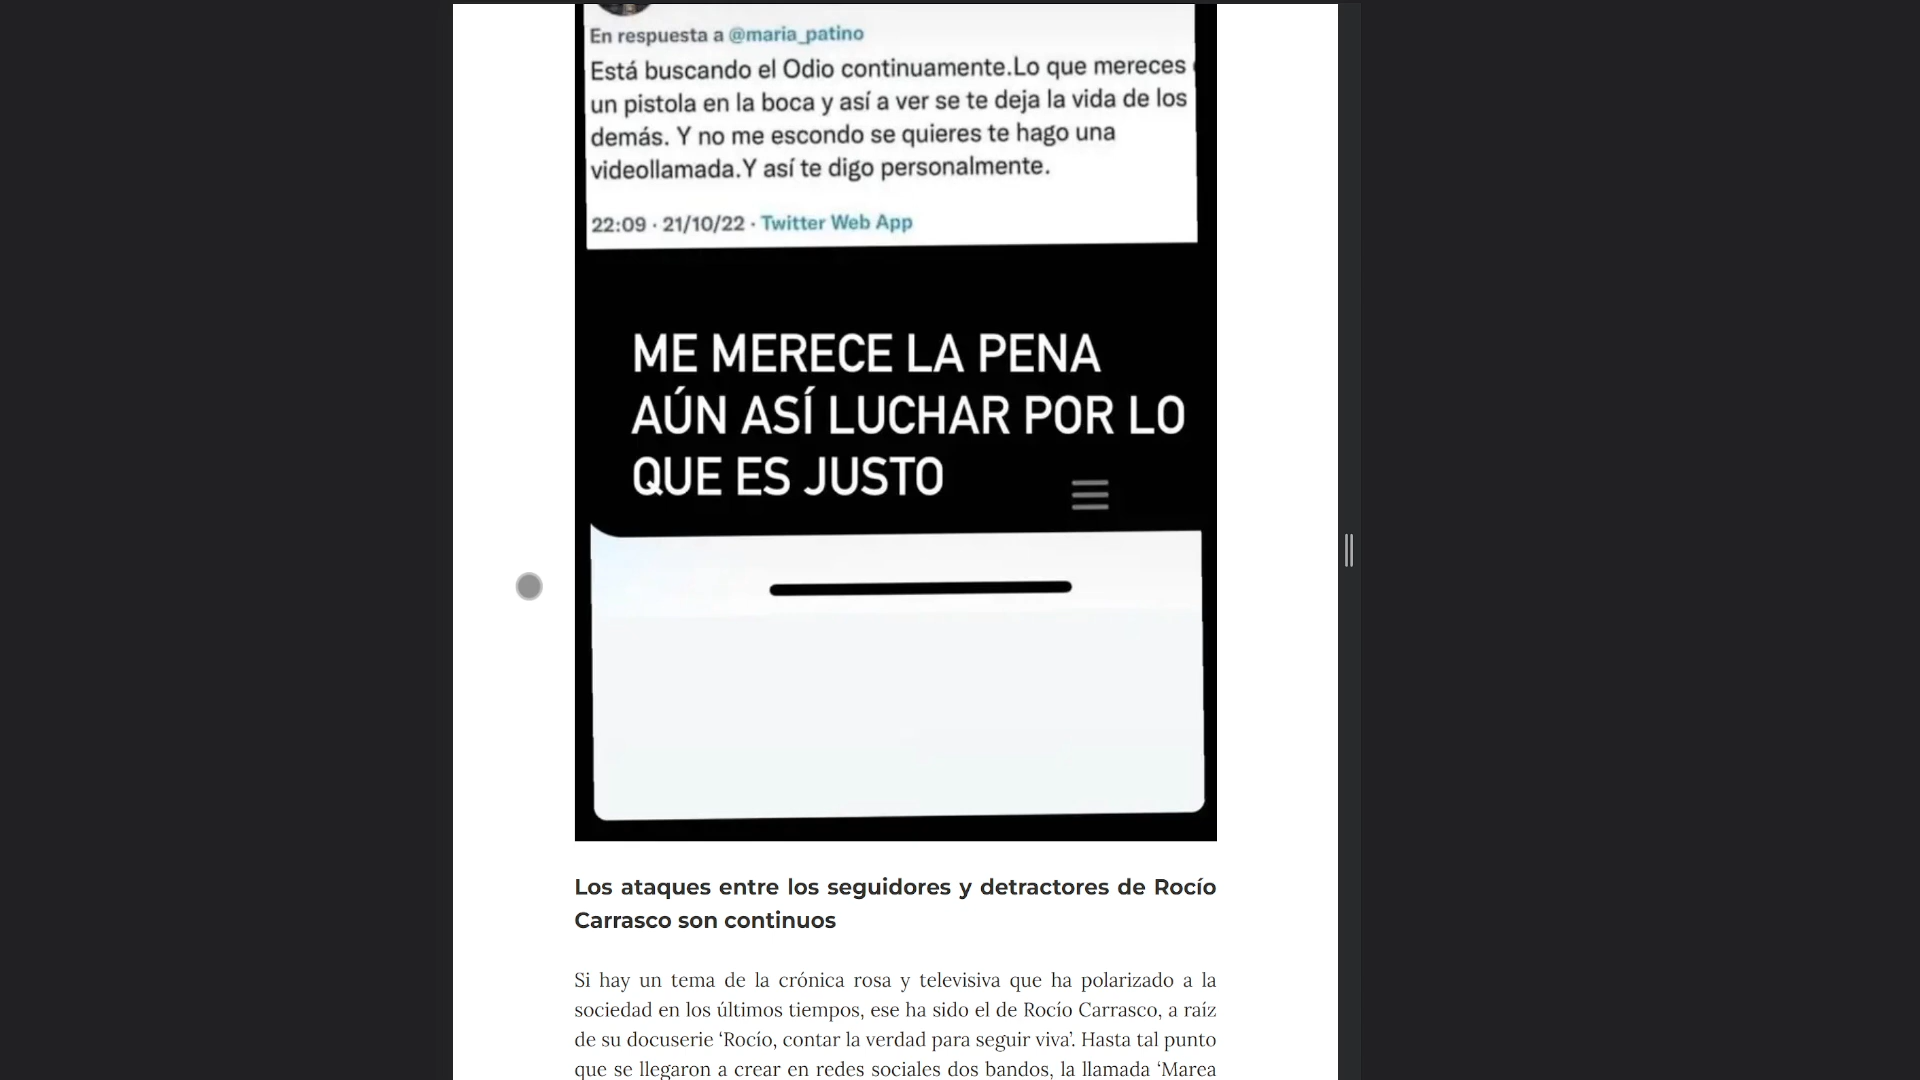 En respuesta a @maria_patino
Está buscando el Odio continuamente.Lo que mereces
un pistola en la boca y así a ver se te deja la vida de los
demás. Y no me escondo se quieres te hago una
videollamada.Y así te digo personalmente.
22:09 · 21/10/22 · Twitter Web App
ME MERECE LA PENA
AÚN ASÍ LUCHAR POR LO
QUE ES JUSTO
Los ataques entre los seguidores y detractores de Rocío
Carrasco son continuos
Si hay un tema de la crónica rosa y televisiva que ha polarizado a la
sociedad en los últimos tiempos, ese ha sido el de Rocío Carrasco, a raíz
de su docuserie ‘Rocío, contar la verdad para seguir viva’. Hasta tal punto
que se llegaron a crear en redes sociales dos bandos, la llamada ‘Marea